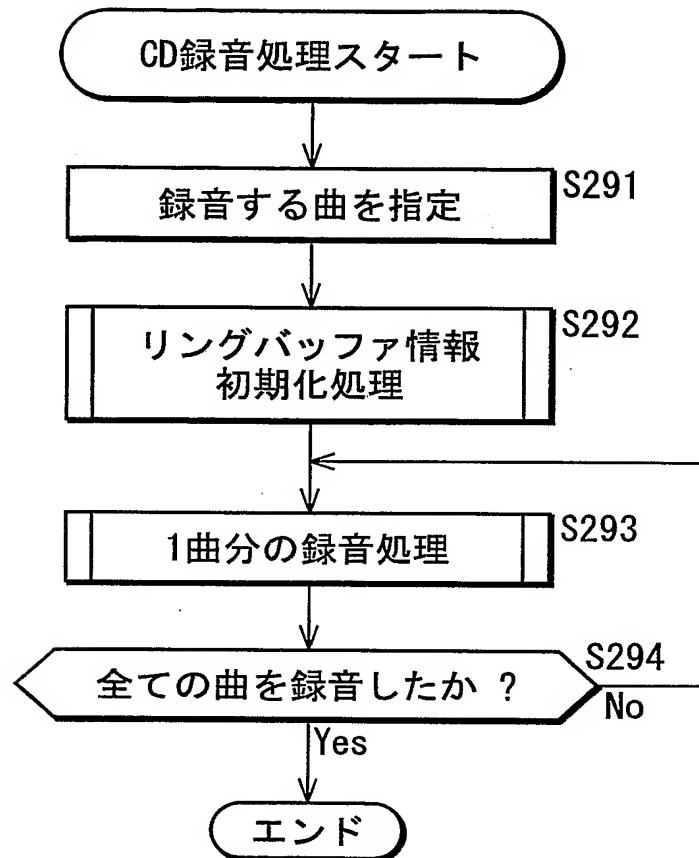 CD録音処理スタート
録音する曲を指定
S291
リングバッファ情報
初期化処理
S292
1曲分の録音処理
S293
全ての曲を録音したか ?
S294
No
Yes
エンド